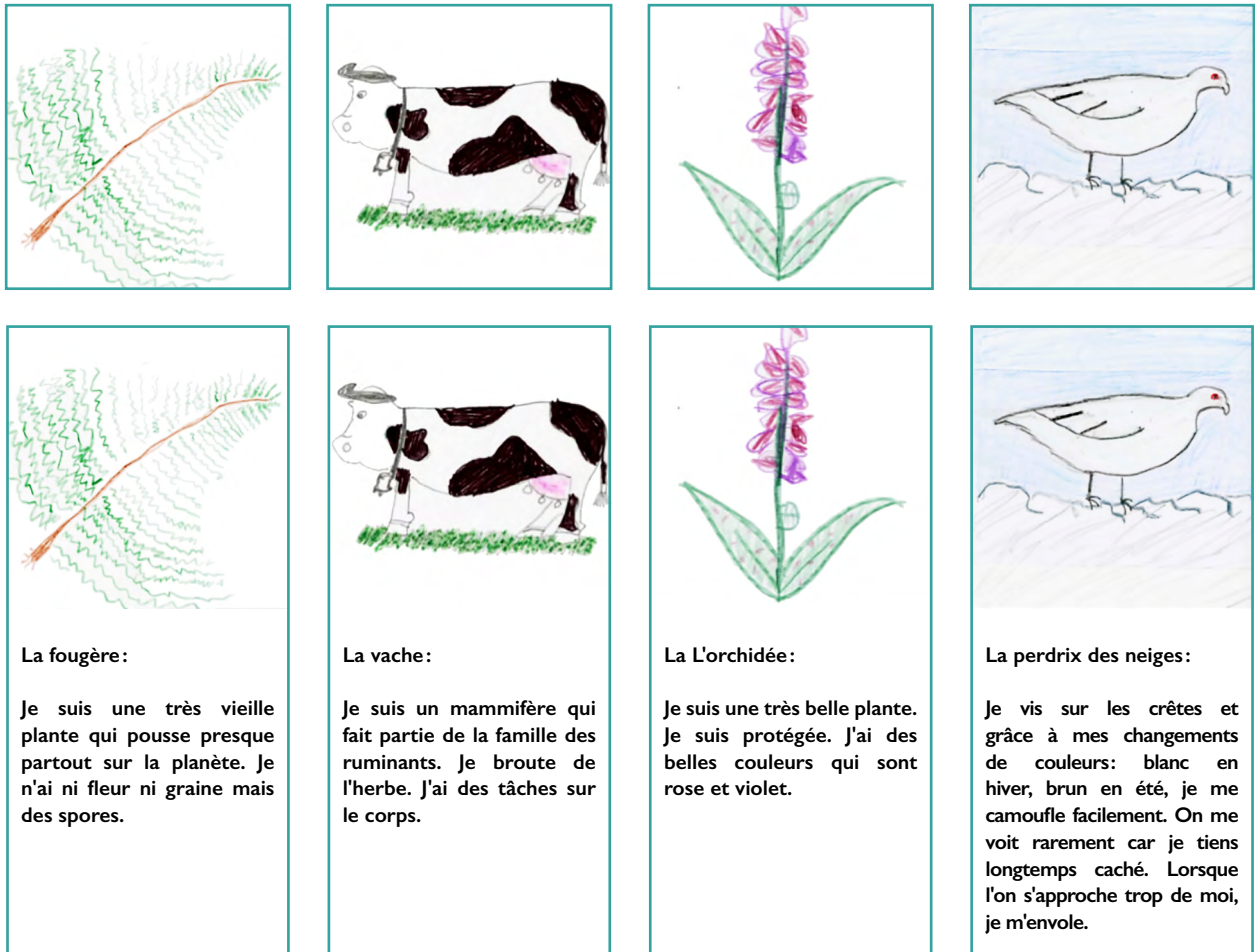 La fougère:
Je suis une très vieille
plante qui pousse presque
partout sur la planète. Je
n'ai ni fleur ni graine mais
des spores.
La vache:
Je suis un mammifère qui
fait partie de la famille des
ruminants. Je broute de
l'herbe. J'ai des tâches sur
le corps.
La L'orchidée:
Je suis une très belle plante.
Je suis protégée. J'ai des
belles couleurs qui sont
rose et violet.
La perdrix des neiges:
Je vis sur les crêtes et
grâce à mes changements
de couleurs: blanc en
hiver, brun en été, je me
camoufle facilement. On me
voit rarement car je tiens
longtemps caché. Lorsque
l'on s'approche trop de moi,
je m'envole.